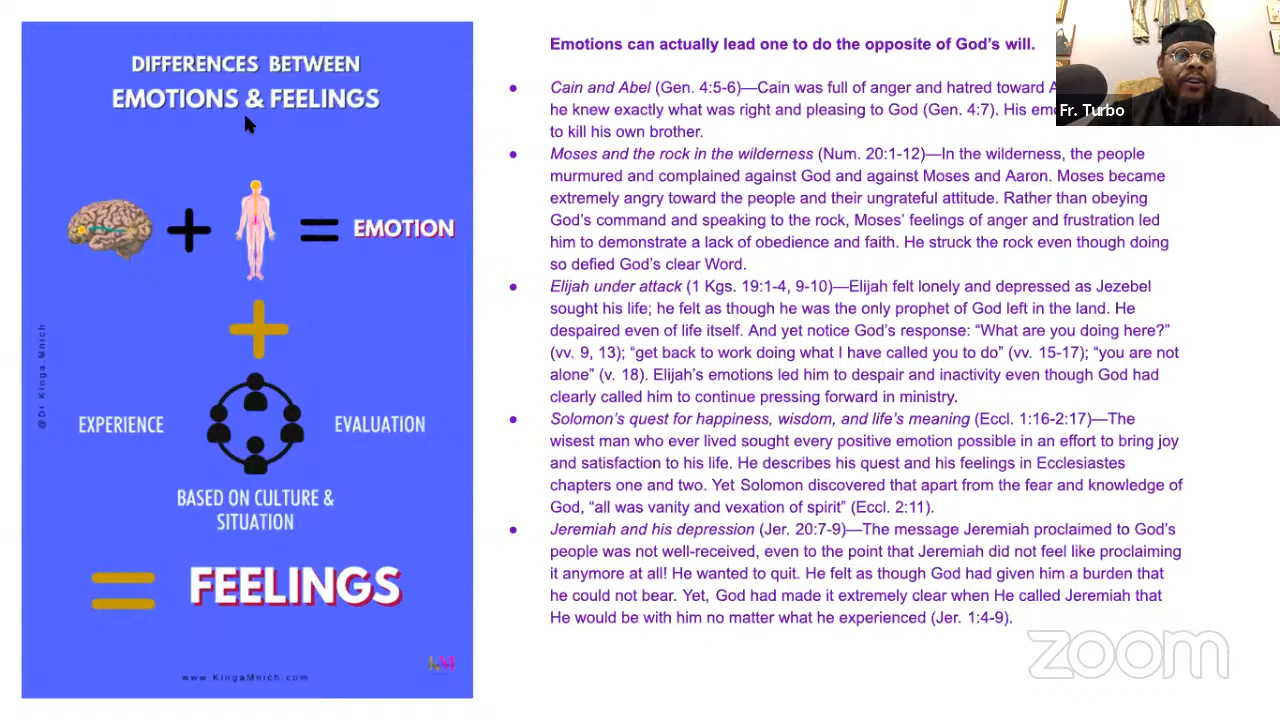 DIFFERENCES BETWEEN
EMOTIONS & FEELINGS
EMOTION
EXPERIENCE
EVALUATION
BASED ON CULTURE &
SITUATION
FEELINGS
@Dr Kinga.Mnich
KM
www KingaMnich.com
Emotions can actually lead one to do the opposite of God's will.
● Cain and Abel (Gen. 4:5-6)—Cain was full of anger and hatred toward
he knew exactly what was right and pleasing to God (Gen. 4:7). His
to kill his own brother.
● Moses and the rock in the wilderness (Num. 20:1-12)—In the wilderness, the people
murmured and complained against God and against Moses and Aaron. Moses became
extremely angry toward the people and their ungrateful attitude. Rather than obeying
God's command and speaking to the rock, Moses' feelings of anger and frustration led
him to demonstrate a lack of obedience and faith. He struck the rock even though doing
so defied God's clear Word.
● Elijah under attack (1 Kgs. 19:1-4, 9-10)—Elijah felt lonely and depressed as Jezebel
sought his life; he felt as though he was the only prophet of God left in the land. He
despaired even of life itself. And yet notice God's response: “What are you doing here?”
(vv. 9, 13); “get back to work doing what I have called you to do” (vv. 15-17); “you are not
alone” (v. 18). Elijah's emotions led him to despair and inactivity even though God had
clearly called him to continue pressing forward in ministry.
● Solomon's quest for happiness, wisdom, and life's meaning (Eccl. 1:16-2:17)—The
wisest man who ever lived sought every positive emotion possible in an effort to bring joy
and satisfaction to his life. He describes his quest and his feelings in Ecclesiastes
chapters one and two. Yet Solomon discovered that apart from the fear and knowledge of
God, “all was vanity and vexation of spirit” (Eccl. 2:11).
● Jeremiah and his depression (Jer. 20:7-9)—The message Jeremiah proclaimed to God's
people was not well-received, even to the point that Jeremiah did not feel like proclaiming
it anymore at all! He wanted to quit. He felt as though God had given him a burden that
he could not bear. Yet, God had made it extremely clear when He called Jeremiah that
He would be with him no matter what he experienced (Jer. 1:4-9).
Fr. Turbo
zoom